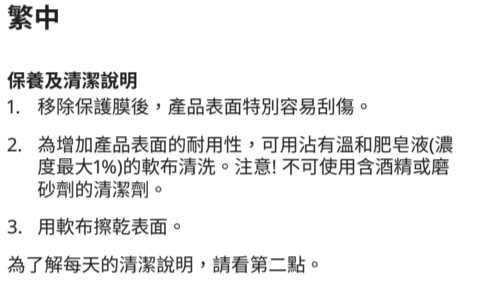 繁中
保養及清潔說明
1. 移除保護膜後，產品表面特別容易刮傷。
2. 為增加產品表面的耐用性，可用沾有溫和肥皂液(濃
度最大1%)的軟布清洗。注意! 不可使用含酒精或磨
砂劑的清潔劑。
3. 用軟布擦乾表面。
為了解每天的清潔說明，請看第二點。